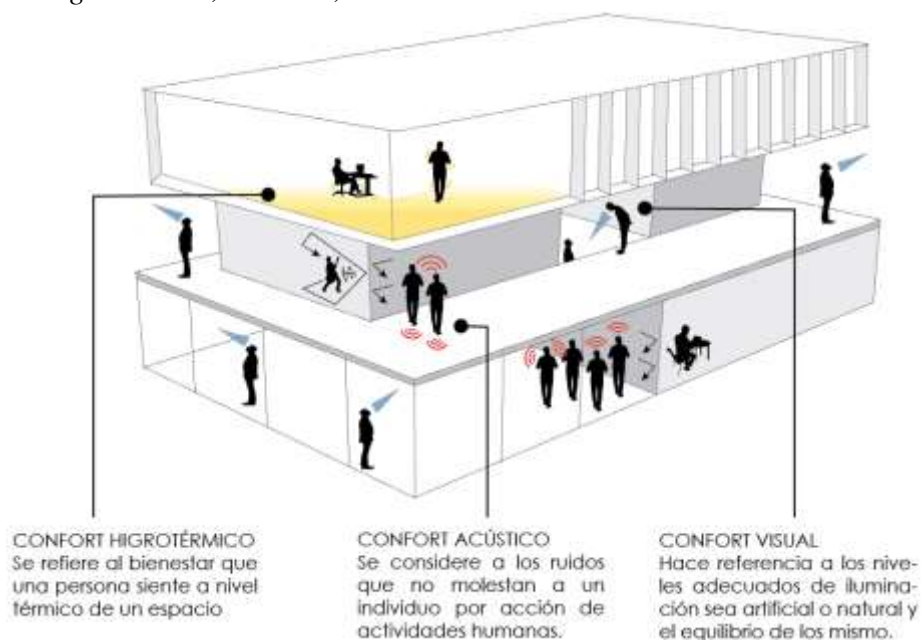 CONFORT HIGROTÉRMICO
Se refiere al bienestar que
una persona siente a nivel
térmico de un espacio
CONFORT ACÚSTICO
Se considere a los ruidos
que no molestan a un
individuo por acción de
actividades humanas.
CONFORT VISUAL
Hace referencia a los nive-
les adecuados de ilumina-
ción sea artificial o natural y
el equilibrio de los mismo.